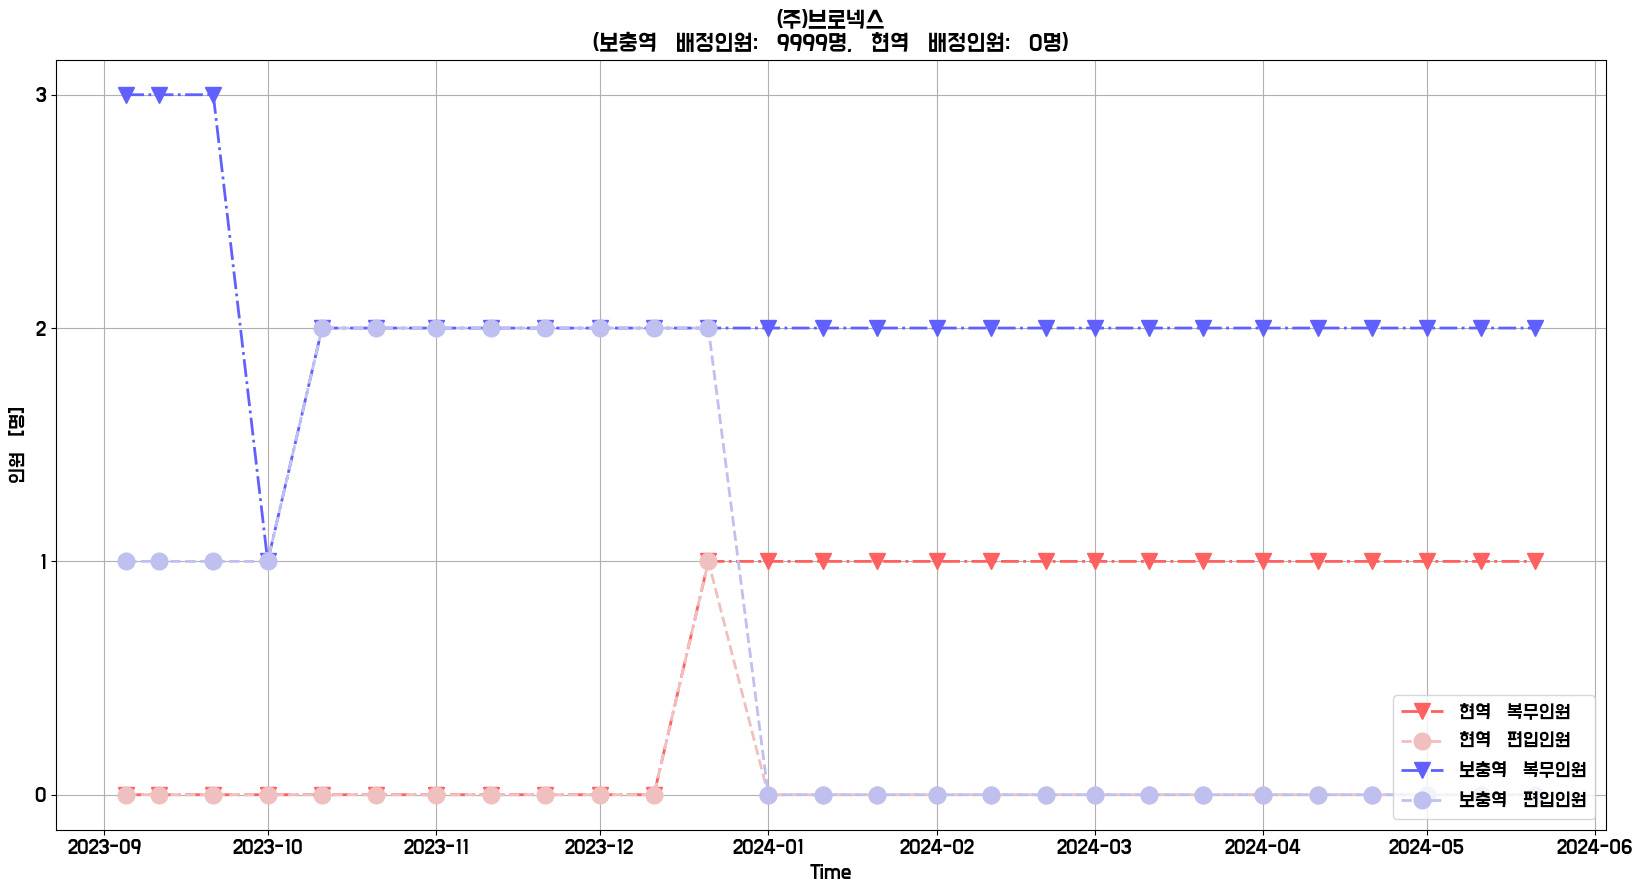 (주)브로넥스
(보충역 배정인원: 9999명, 현역 배정인원: 0명)
인원 [명]
3
2
1
0
현역 복무인원
현역 편입인원
보충역 복무인원
보충역 편입인원
2023-09 2023-10 2023-11 2023-12 2024-01 2024-02 2024-03 2024-04 2024-05 2024-06
Time